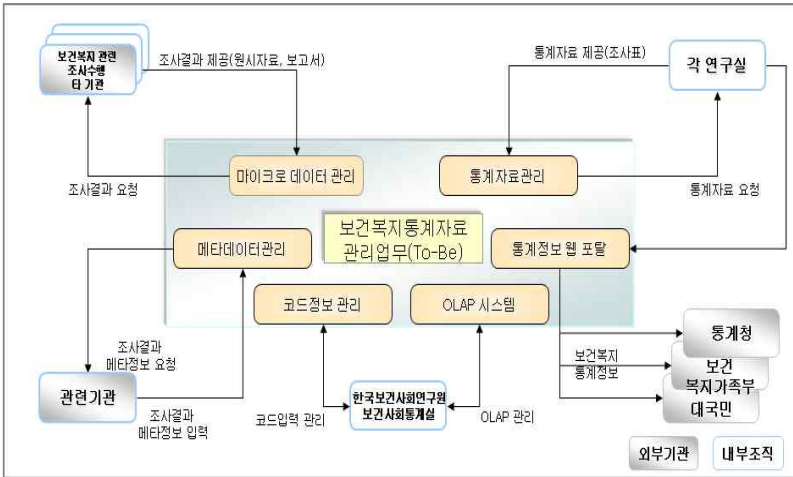 보건복지 관련
조사수행
타 기관
조사결과 제공(원시자료, 보고서)
통계자료 제공(조사표)
각 연구실
조사결과 요청
마이크로 데이터 관리
통계자료관리
통계자료 요청
메타데이터관리
보건복지통계자료
관리업무(To-Be)
통계정보 웹 포탈
코드정보 관리
OLAP 시스템
조사결과
메타정보 요청
관련기관
조사결과
메타정보 입력
코드입력 관리
한국보건사회연구원
보건사회통계실
OLAP 관리
보건복지
통계정보
통계청
보건
복지가족부
대국민
외부기관
내부조직